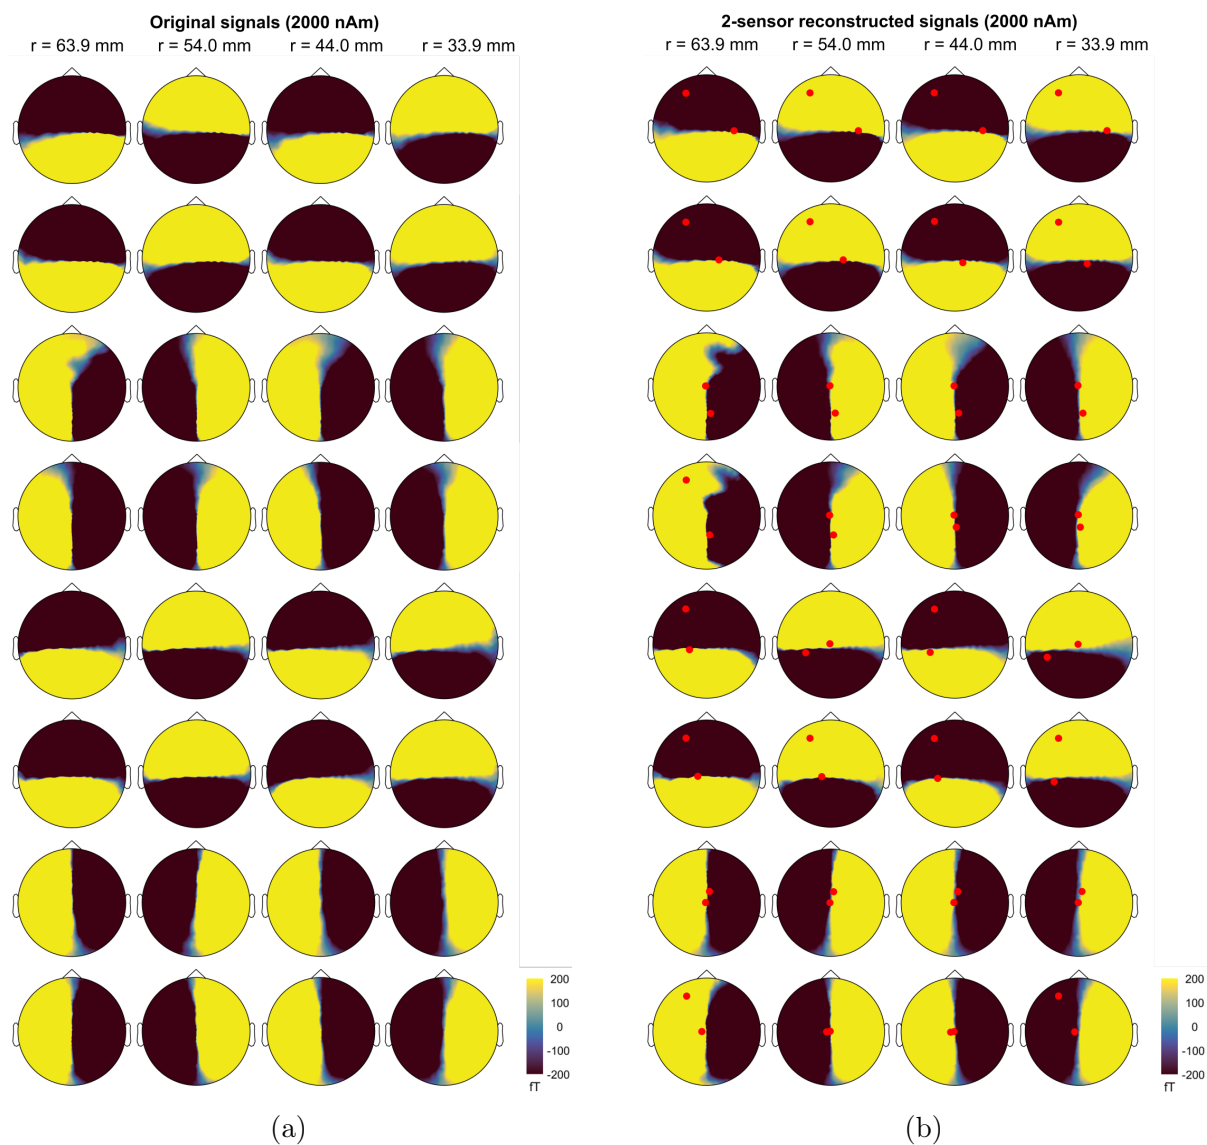 Original signals (2000 nAm)
r = 63.9 mm r = 54.0 mm r = 44.0 mm r = 33.9 mm
200
100
0
-100
-200
fT
(a)
2-sensor reconstructed signals (2000 nAm)
r = 63.9 mm r = 54.0 mm r = 44.0 mm r = 33.9 mm
200
100
0
-100
-200
fT
(b)